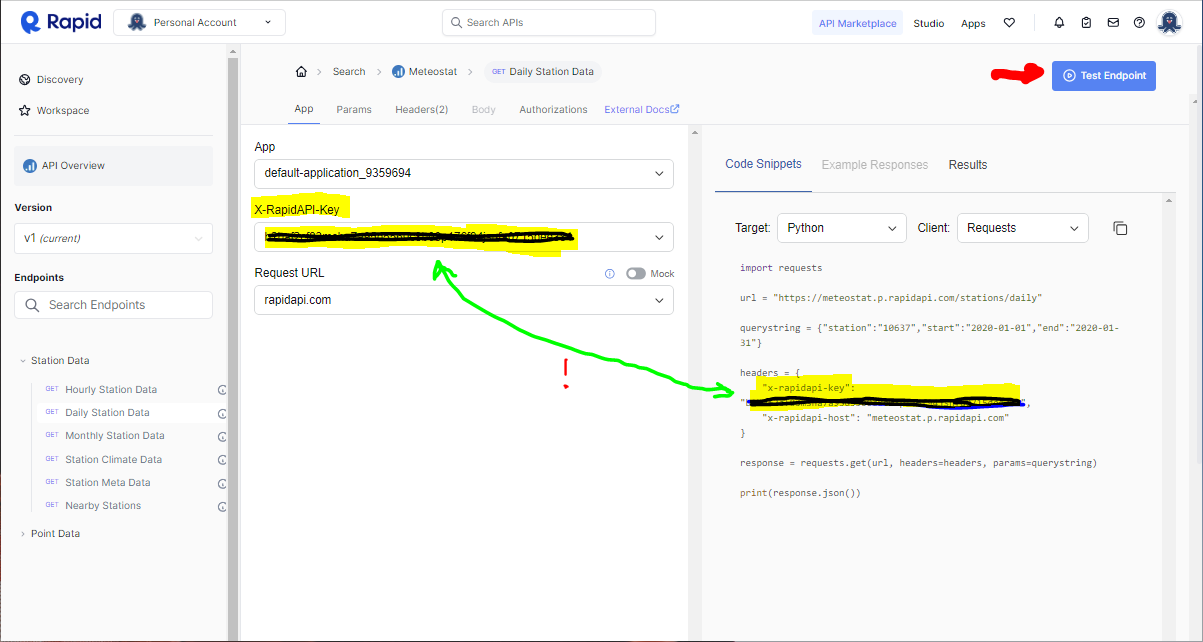 Rapid
Personal Account
Search APIs
API Marketplace
Studio
Apps
Discovery
Workspace
API Overview
Version
v1 (current)
Endpoints
Search Endpoints
Station Data
GET Hourly Station Data
GET Daily Station Data
GET Monthly Station Data
GET Station Climate Data
GET Station Meta Data
GET Nearby Stations
Point Data
Search
Meteostat
GET Daily Station Data
Test Endpoint
App
Params
Headers(2)
Body
Authorizations
External Docs
App
default-application_9359694
X-RapidAPI-Key
Request URL
Mock
rapidapi.com
!
Code Snippets
Example Responses
Results
Target:
Python
Client:
Requests
import requests
url = "https://meteostat.p.rapidapi.com/stations/daily"
querystring = {"station":"10637","start":"2020-01-01","end":"2020-01-
31"}
headers = {
"x-rapidapi-key":
"x-rapidapi-host": "meteostat.p.rapidapi.com"
}
response = requests.get(url, headers=headers, params=querystring)
print(response.json())